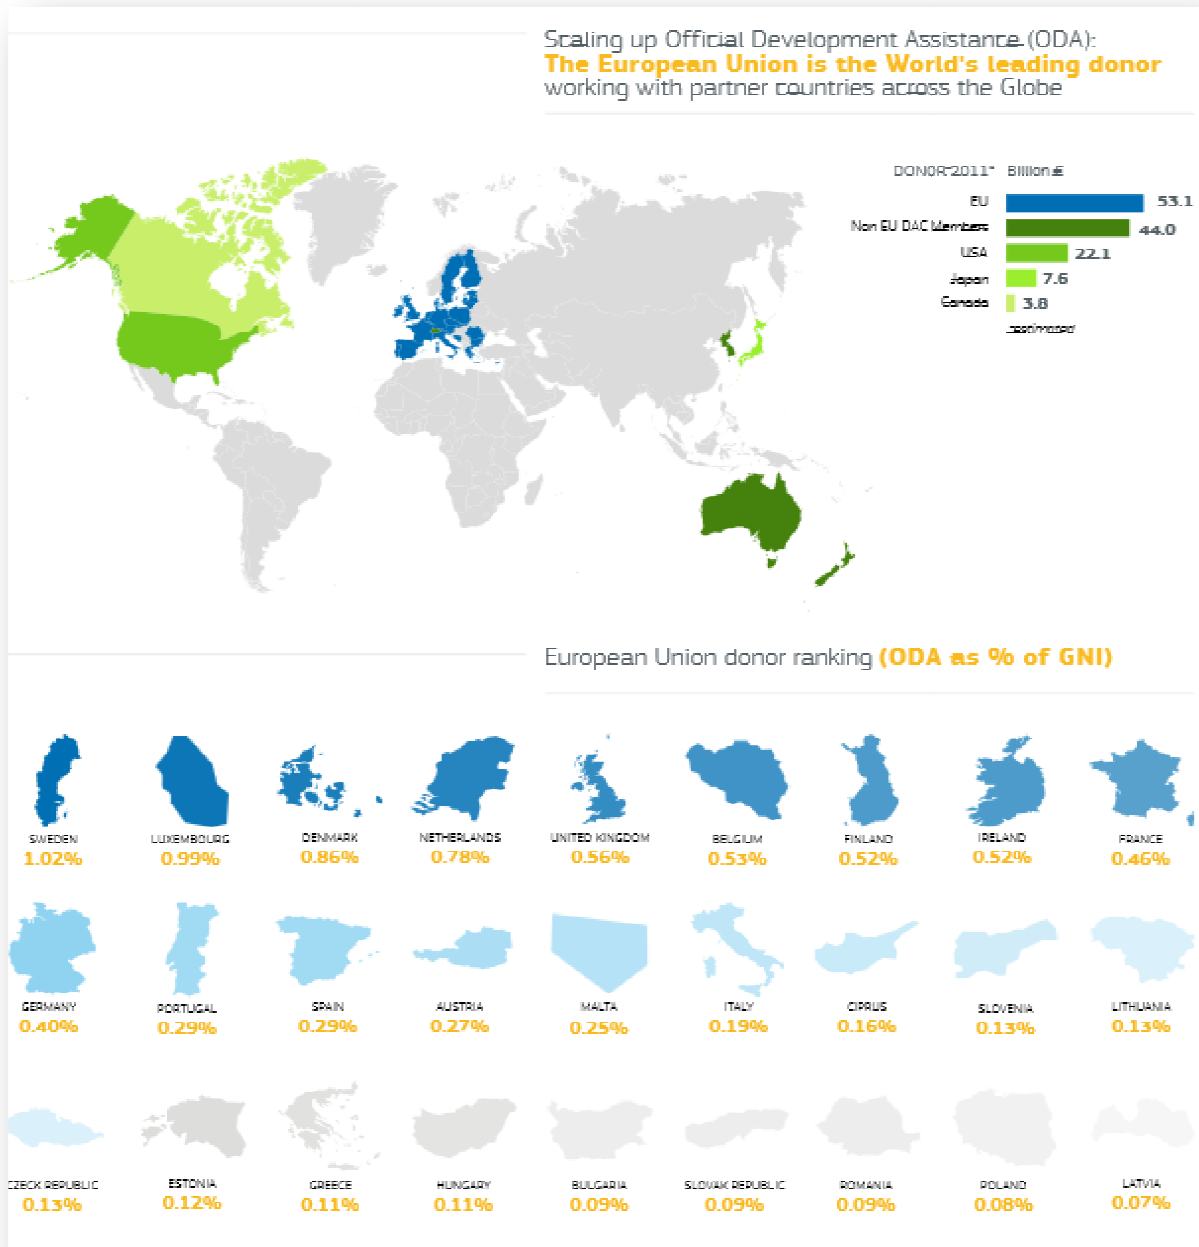 Scaling up Official Development Assistance (ODA):
The European Union is the World's leading donor
working with partner countries across the Globe
DONOR 2011* Billion €
EU 53.1
Non EU DAC Members 44.0
USA 22.1
Japan 7.6
Canada 3.8
*estimated
European Union donor ranking (ODA as % of GNI)
SWEDEN LUXEMBOURG DENMARK NETHERLANDS UNITED KINGDOM BELGIUM FINLAND IRELAND FRANCE
1.02% 0.99% 0.86% 0.78% 0.56% 0.53% 0.52% 0.52% 0.46%
GERMANY PORTUGAL SPAIN AUSTRIA MALTA ITALY CIPRUS SLOVENIA LITHUANIA
0.40% 0.29% 0.29% 0.27% 0.25% 0.19% 0.16% 0.13% 0.13%
CZECK REPUBLIC ESTONIA GREECE HUNGARY BULGARIA SLOVAK REPUBLIC ROMANIA POLAND LATVIA
0.13% 0.12% 0.11% 0.11% 0.09% 0.09% 0.09% 0.08% 0.07%